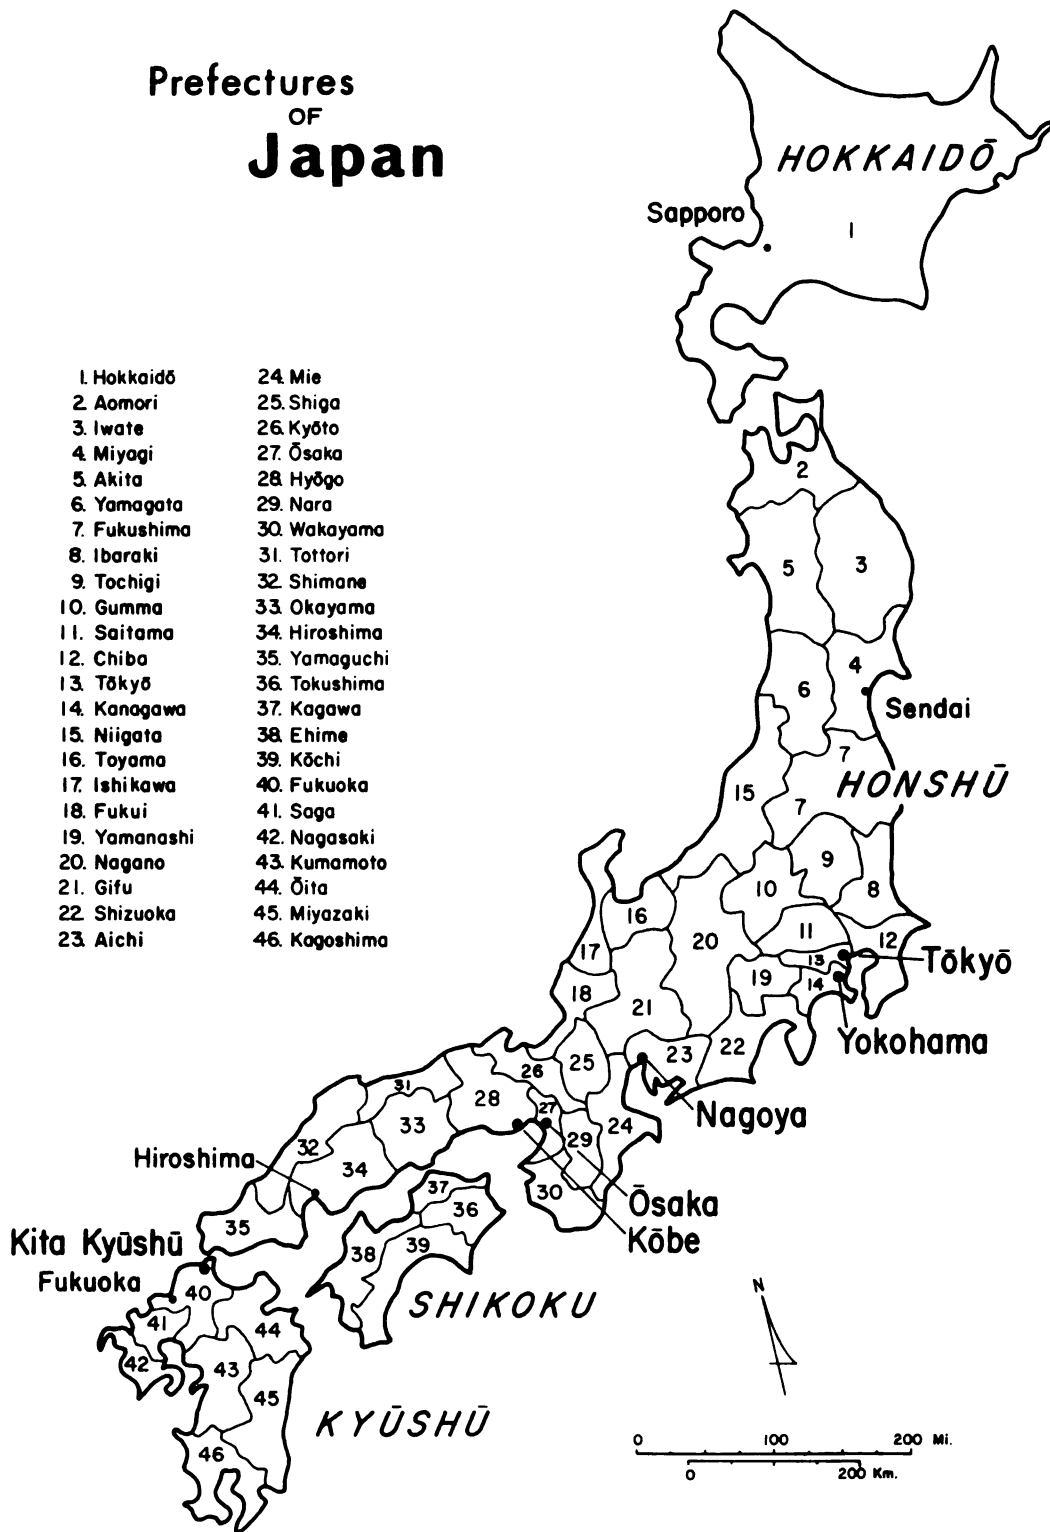 Prefectures
OF
Japan
HOKKAIDŌ
Sapporo
1
1. Hokkaidō
2. Aomori
3. Iwate
4. Miyagi
5. Akita
6. Yamagata
7. Fukushima
8. Ibaraki
9. Tochigi
10. Gumma
11. Saitama
12. Chiba
13. Tōkyō
14. Kanagawa
15. Niigata
16. Toyama
17. Ishikawa
18. Fukui
19. Yamanashi
20. Nagano
21. Gifu
22. Shizuoka
23. Aichi
24. Mie
25. Shiga
26. Kyōto
27. Ōsaka
28. Hyōgo
29. Nara
30. Wakayama
31. Tottori
32. Shimane
33. Okayama
34. Hiroshima
35. Yamaguchi
36. Tokushima
37. Kagawa
38. Ehime
39. Kōchi
40. Fukuoka
41. Saga
42. Nagasaki
43. Kumamoto
44. Ōita
45. Miyazaki
46. Kagoshima
2
5
3
4
6
Sendai
7
HONSHŪ
15
7
9
10
8
16
11
12
20
17
13
Tōkyō
19
14
18
21
Yokohama
22
23
25
26
31
28
Nagoya
27
33
24
29
32
Hiroshima
34
37
30
Ōsaka
36
35
Kōbe
Kita Kyūshū
38
39
Fukuoka
40
N
SHIKOKU
41
44
42
43
45
KYŪSHŪ
46
0 100 200 Mi.
0 200 Km.